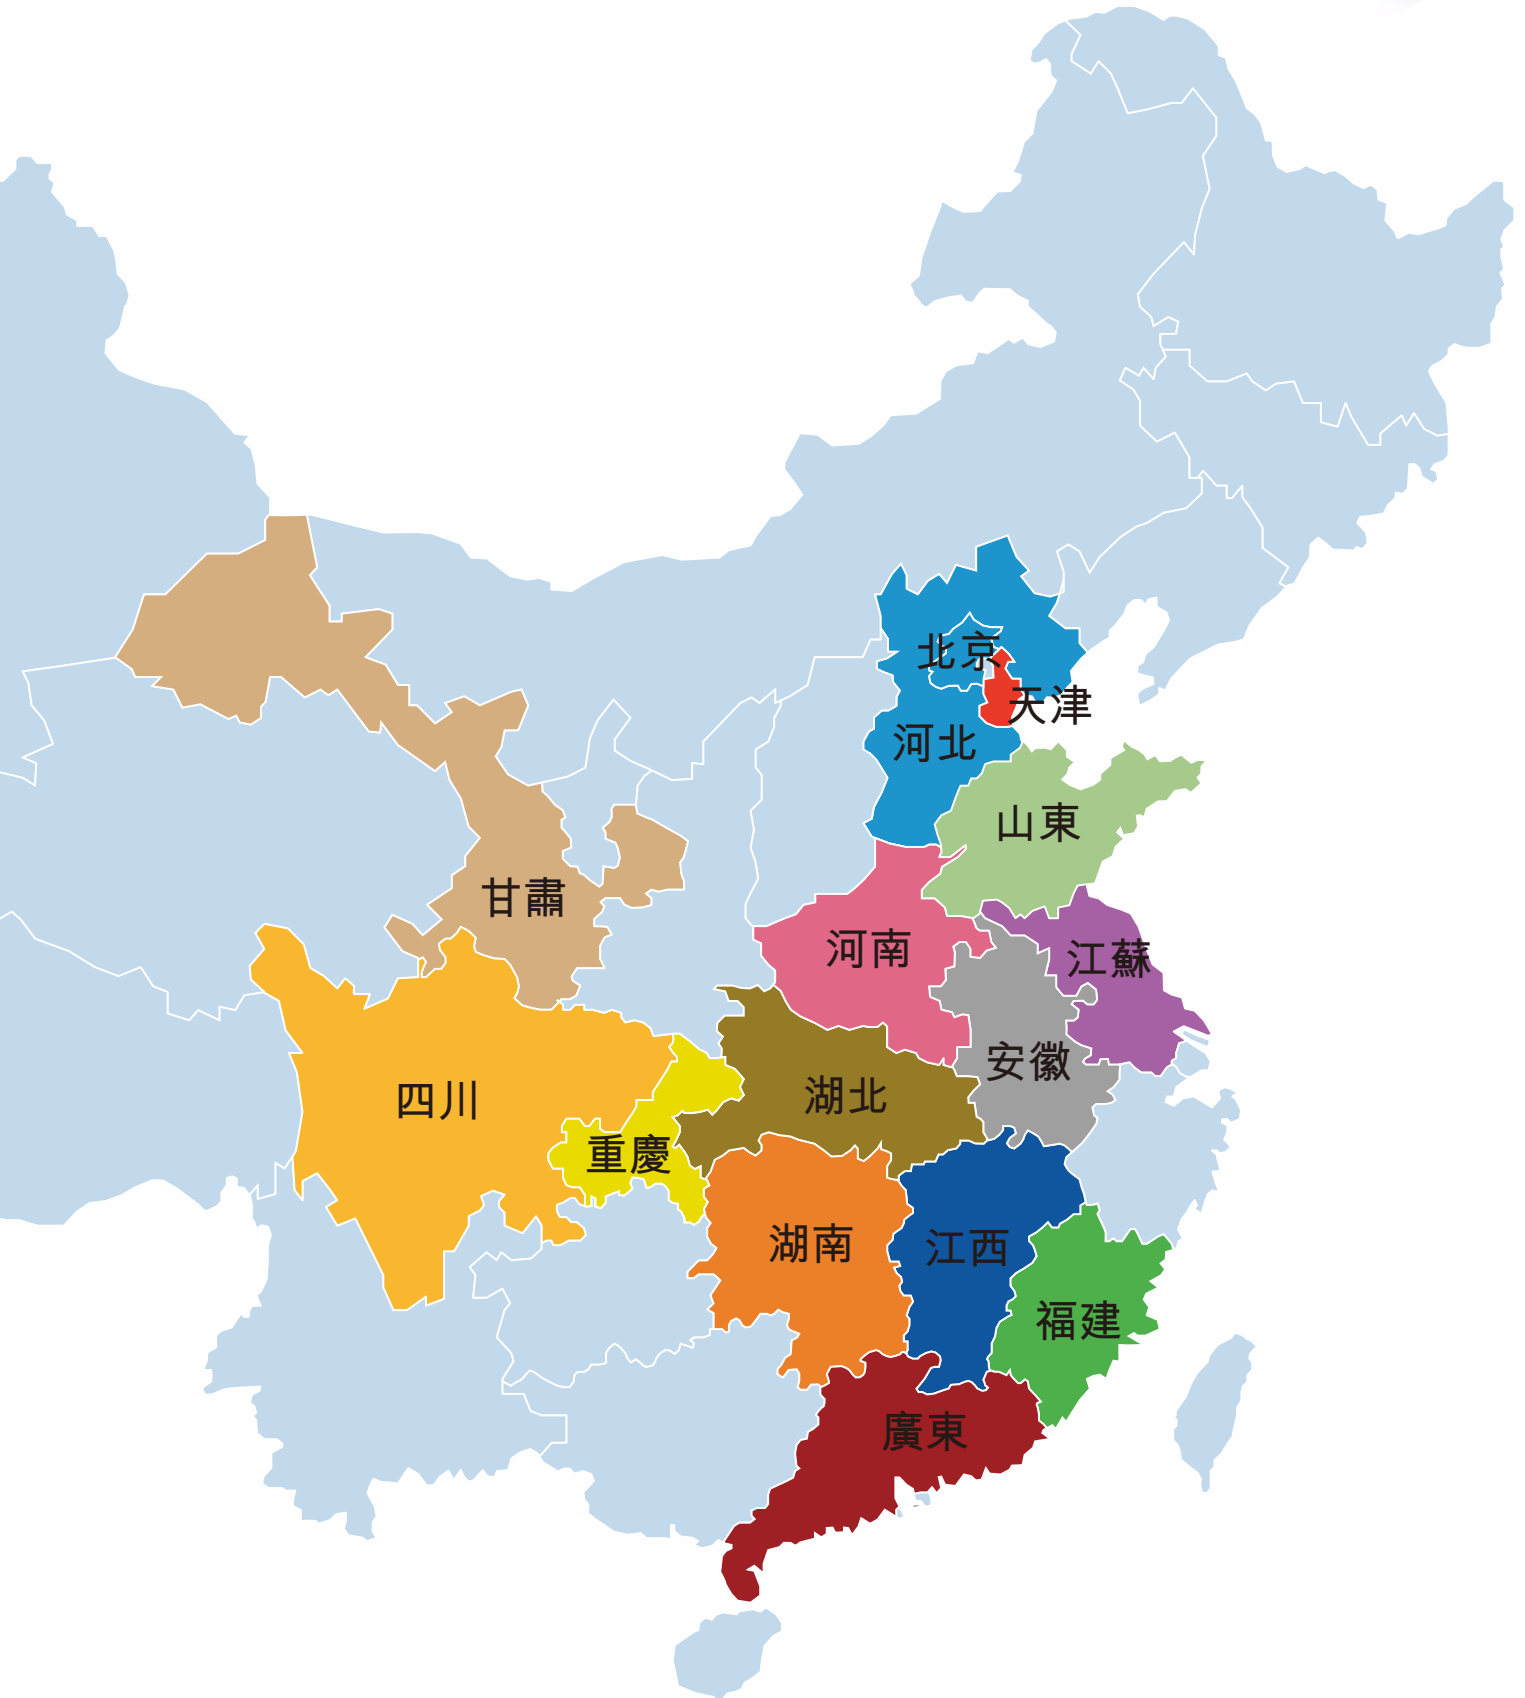 北京
天津
河北
山東
甘肅
河南
江蘇
安徽
四川
湖北
重慶
湖南
江西
福建
廣東